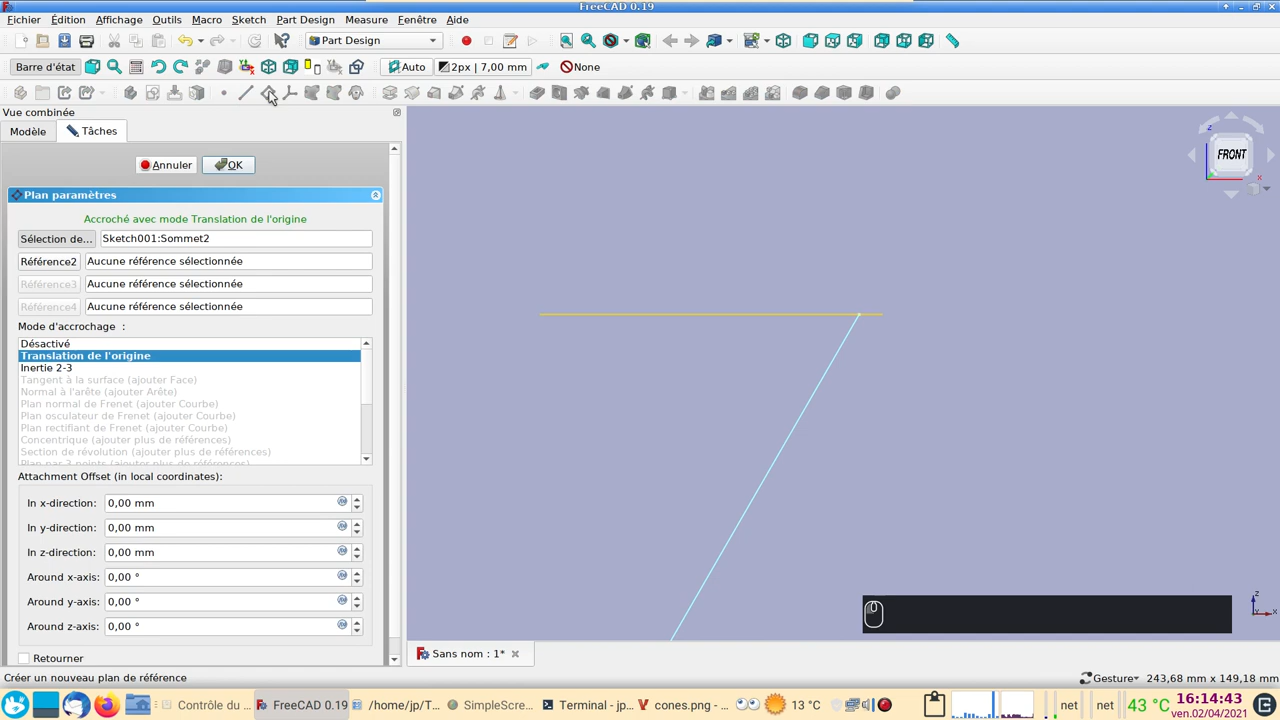 FreeCAD 0.19
Fichier Édition Affichage Outils Macro Sketch Part Design Mesure Fenêtre Aide
Part Design
Barre d'état Auto 2px | 7,00 mm None
Vue combinée
Modèle Tâches
Annuler OK
Plan paramètres
Accroché avec mode Translation de l'origine
Sélection de... Sketch001:Sommet2
Référence2 Aucune référence sélectionnée
Référence3 Aucune référence sélectionnée
Référence4 Aucune référence sélectionnée
Mode d'accrochage :
Désactivé
Translation de l'origine
Inertie 2-3
Tangent à la surface (ajouter Face)
Normal à l'arête (ajouter Arête)
Plan normal de Frenet (ajouter Courbe)
Plan osculateur de Frenet (ajouter Courbe)
Plan rectifiant de Frenet (ajouter Courbe)
Concentrique (ajouter plus de références)
Section de révolution (ajouter plus de références)
Plan par 3 points (ajouter plus de références)
Attachment Offset (in local coordinates):
In x-direction: 0,00 mm
In y-direction: 0,00 mm
In z-direction: 0,00 mm
Around x-axis: 0,00 °
Around y-axis: 0,00 °
Around z-axis: 0,00 °
Retourner
FRONT
z
x
z
x
Sans nom : 1*
Créer un nouveau plan de référence
Gesture 243,68 mm x 149,18 mm
Contrôle du ... FreeCAD 0.19 /home/jp/T... SimpleScre... Terminal - jp... cones.png - ... 13 °C net net 43 °C 16:14:43
ven.02/04/2021